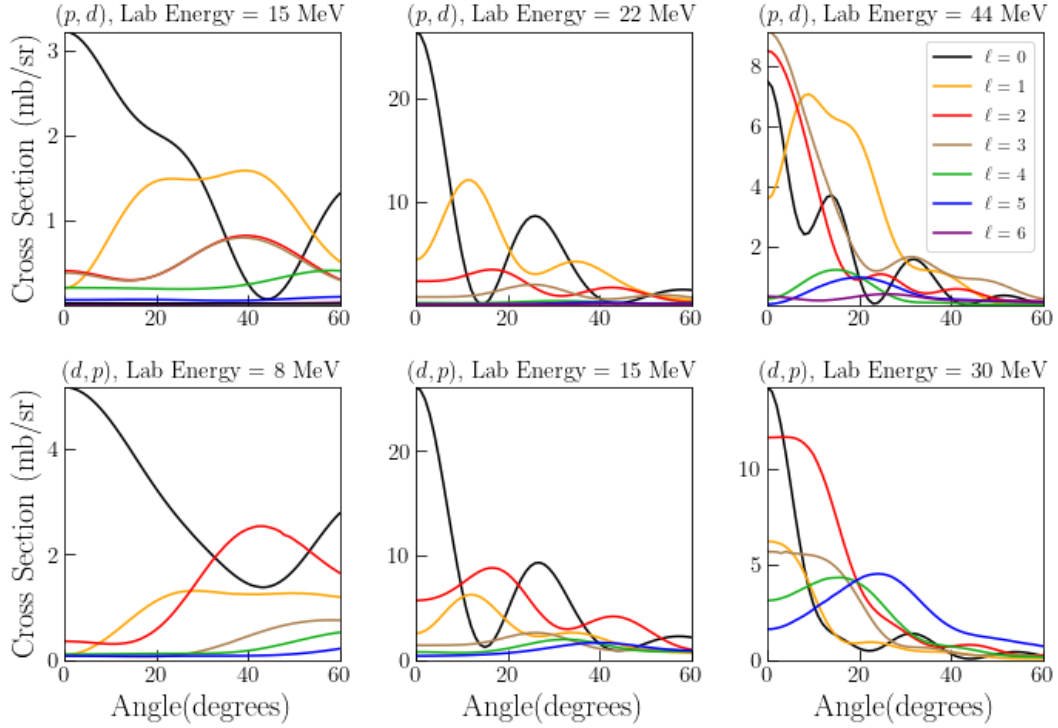 (p, d), Lab Energy = 15 MeV
(p, d), Lab Energy = 22 MeV
(p, d), Lab Energy = 44 MeV
Cross Section (mb/sr)
3
2
1
0
20
40
60
20
10
0
20
40
60
8
6
4
2
0
20
40
60
ℓ = 0
ℓ = 1
ℓ = 2
ℓ = 3
ℓ = 4
ℓ = 5
ℓ = 6
(d, p), Lab Energy = 8 MeV
(d, p), Lab Energy = 15 MeV
(d, p), Lab Energy = 30 MeV
Cross Section (mb/sr)
4
2
0
0
20
40
60
20
10
0
0
20
40
60
10
5
0
0
20
40
60
Angle(degrees)
Angle(degrees)
Angle(degrees)